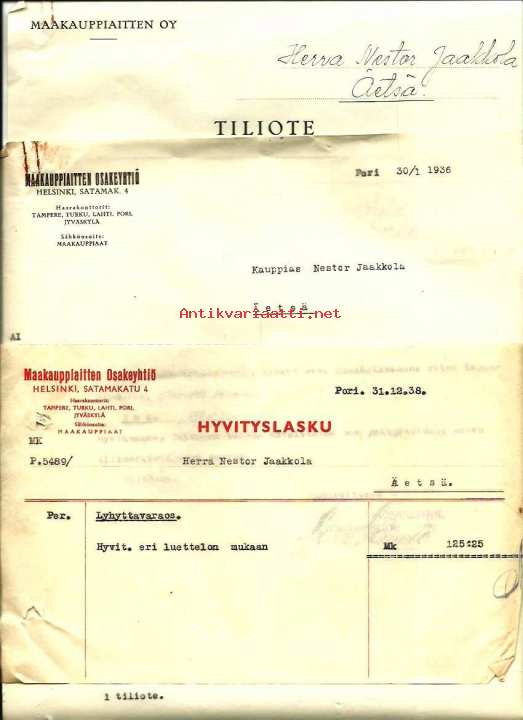 MAAKAUPPIAITTEN OY
Herra Nestor Jaakkola
Äetsä.
TILIOTE
MAAKAUPPIAITTEN OSAKEYHTIÖ
HELSINKI, SATAMAK. 4
Haarakonttorit:
TAMPERE, TURKU, LAHTI, PORI,
JYVÄSKYLÄ
Sähköosoite:
MAAKAUPPIAAT
Pori 30/1 1936
Kauppias Nestor Jaakkola
Äetsä
Antikvariaatti.net
AI
Maakauppiaitten Osakeyhtiö
HELSINKI, SATAMAKATU 4
Haarakonttorit:
TAMPERE, TURKU, LAHTI, PORI,
JYVÄSKYLÄ
Sähköosoite:
MAAKAUPPIAAT
Pori. 31.12.38.
HYVITYSLASKU
MK
P.5489/
Herra Nestor Jaakkola
Äetsä.
Per. Lyhyttavaraos.
Hyvit. eri luettelon mukaan Mk 125:25
1 tiliote.